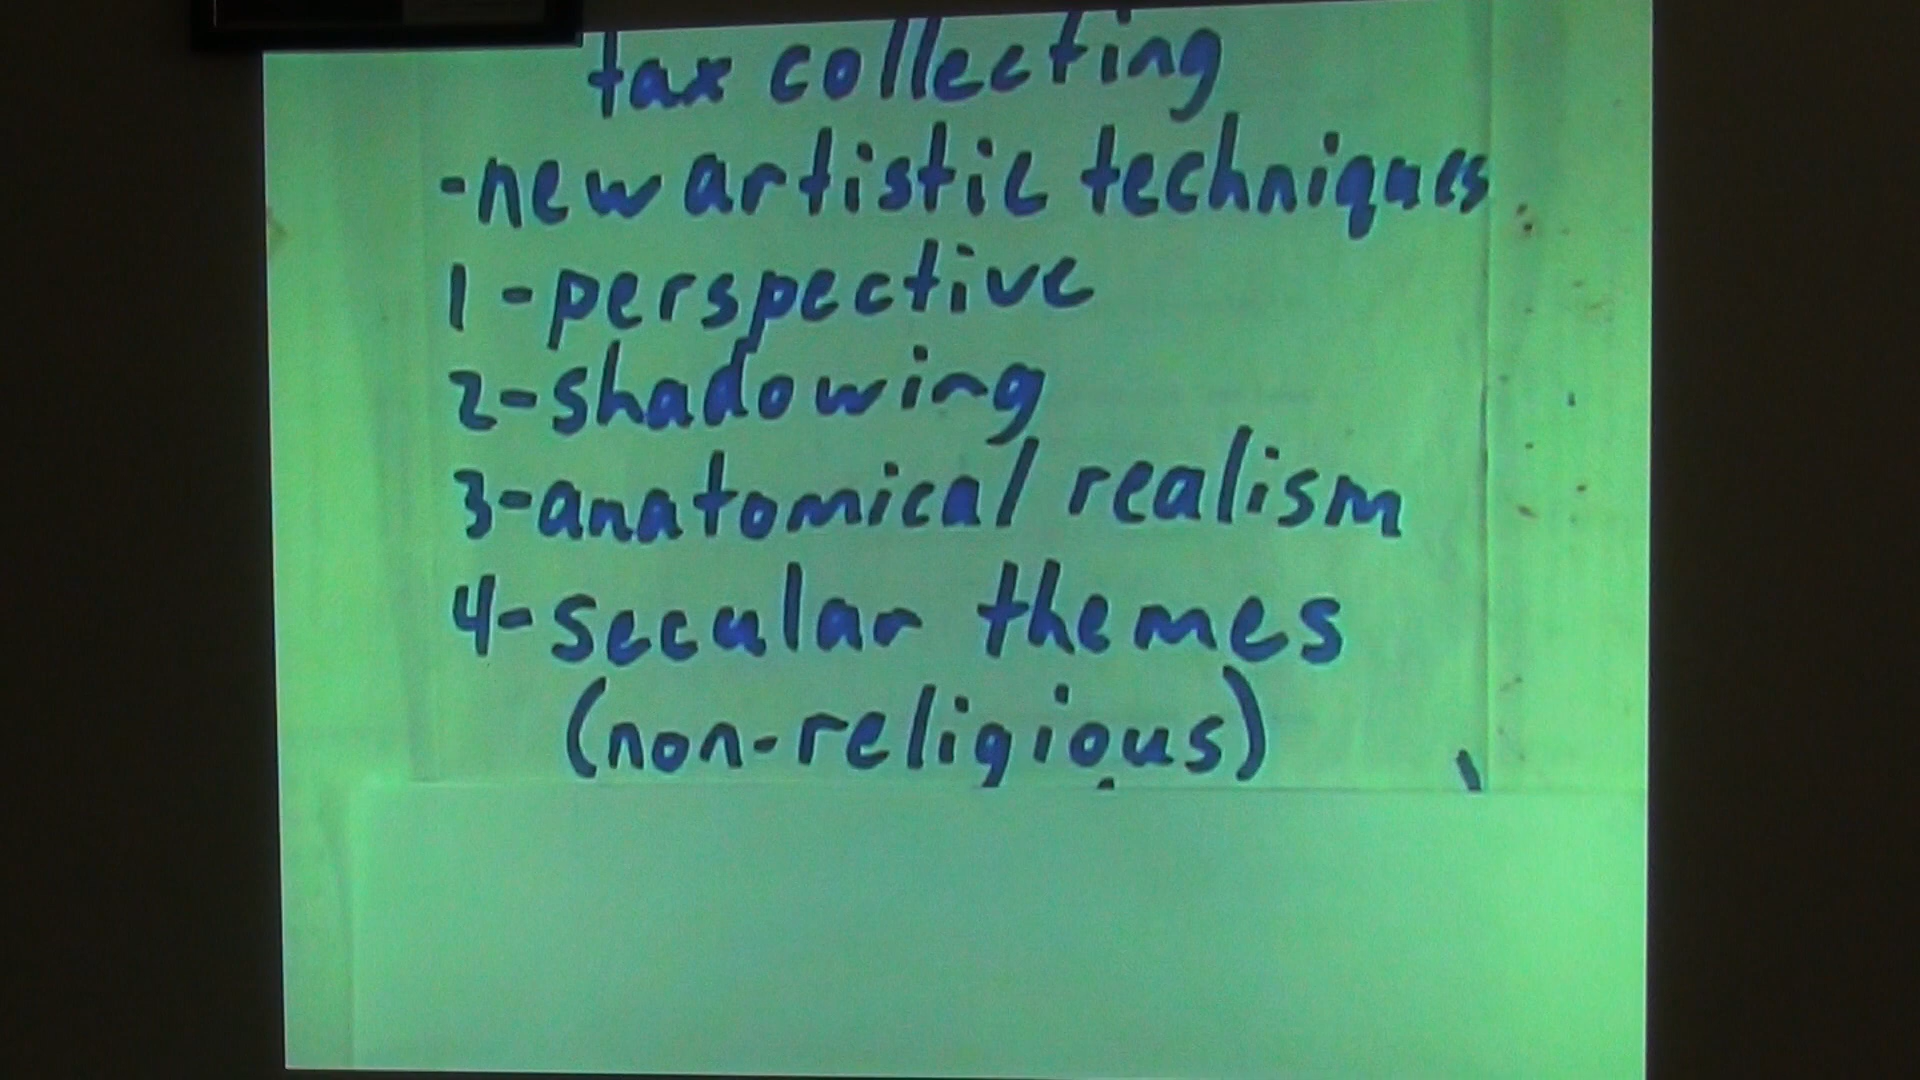 tax collecting
-new artistic techniques
1-perspective
2-shadowing
3-anatomical realism
4-secular themes
(non-religious)